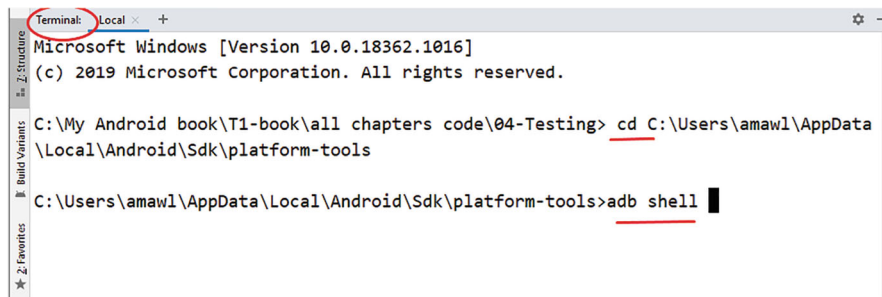 Terminal: Local × +
Microsoft Windows [Version 10.0.18362.1016]
(c) 2019 Microsoft Corporation. All rights reserved.
C:\My Android book\T1-book\all chapters code\04-Testing> cd C:\Users\amawl\AppData
\Local\Android\Sdk\platform-tools
C:\Users\amawl\AppData\Local\Android\Sdk\platform-tools>adb shell
Z: Structure
Build Variants
2: Favorites